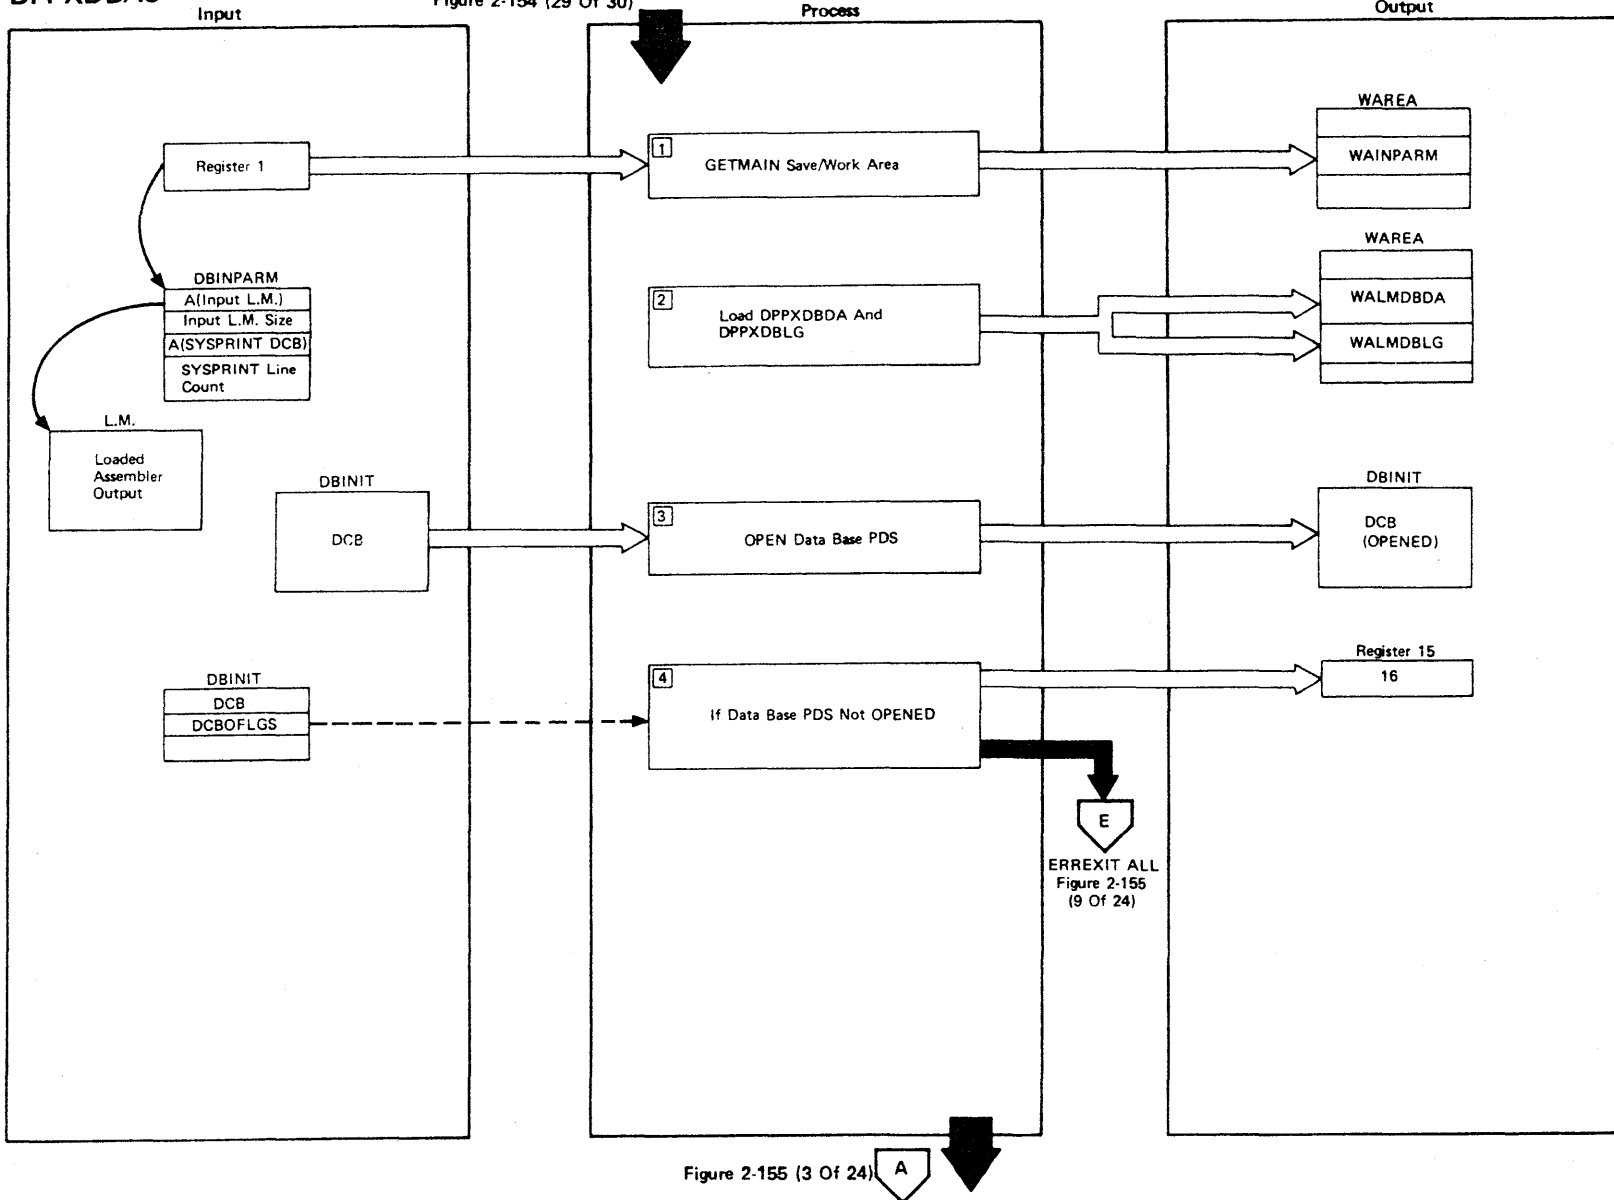 Input
Figure 2-154 (29 Of 30)
Process
Output
Register 1
1
GETMAIN Save/Work Area
WAREA
WAINPARM
DBINPARM
A(Input L.M.)
Input L.M. Size
A(SYSPRINT DCB)
SYSPRINT Line
Count
2
Load DPPXDBDA And
DPPXDBLG
WAREA
WALMDBDA
WALMDBLG
L.M.
Loaded
Assembler
Output
DBINIT
DCB
3
OPEN Data Base PDS
DBINIT
DCB
(OPENED)
DBINIT
DCB
DCBOFLGS
4
If Data Base PDS Not OPENED
Register 15
16
E
ERREXIT ALL
Figure 2-155
(9 Of 24)
Figure 2-155 (3 Of 24)
A